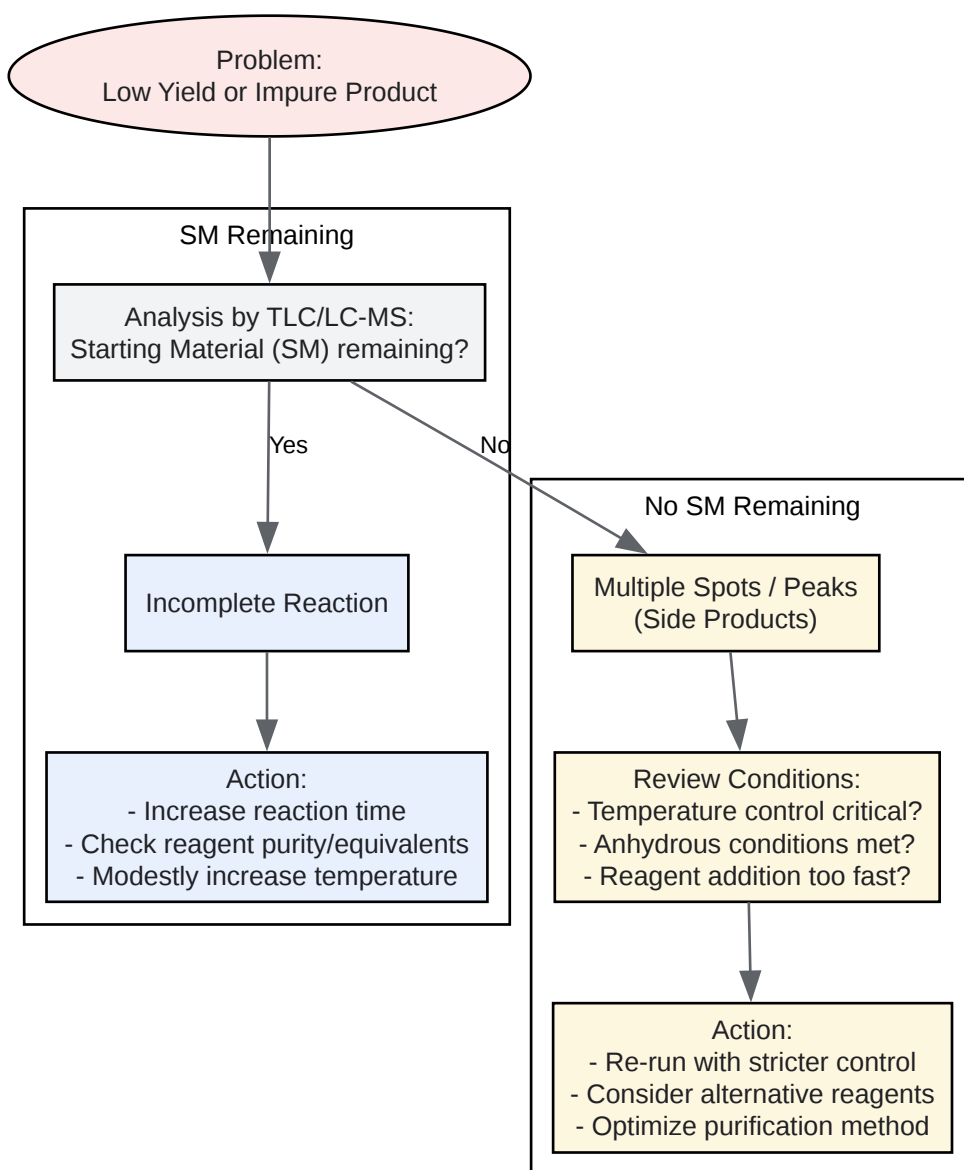 Problem:
Low Yield or Impure Product
SM Remaining
Analysis by TLC/LC-MS:
Starting Material (SM) remaining?
Yes
No
No SM Remaining
Incomplete Reaction
Multiple Spots / Peaks
(Side Products)
Action:
- Increase reaction time
- Check reagent purity/equivalents
- Modestly increase temperature
Review Conditions:
- Temperature control critical?
- Anhydrous conditions met?
- Reagent addition too fast?
Action:
- Re-run with stricter control
- Consider alternative reagents
- Optimize purification method